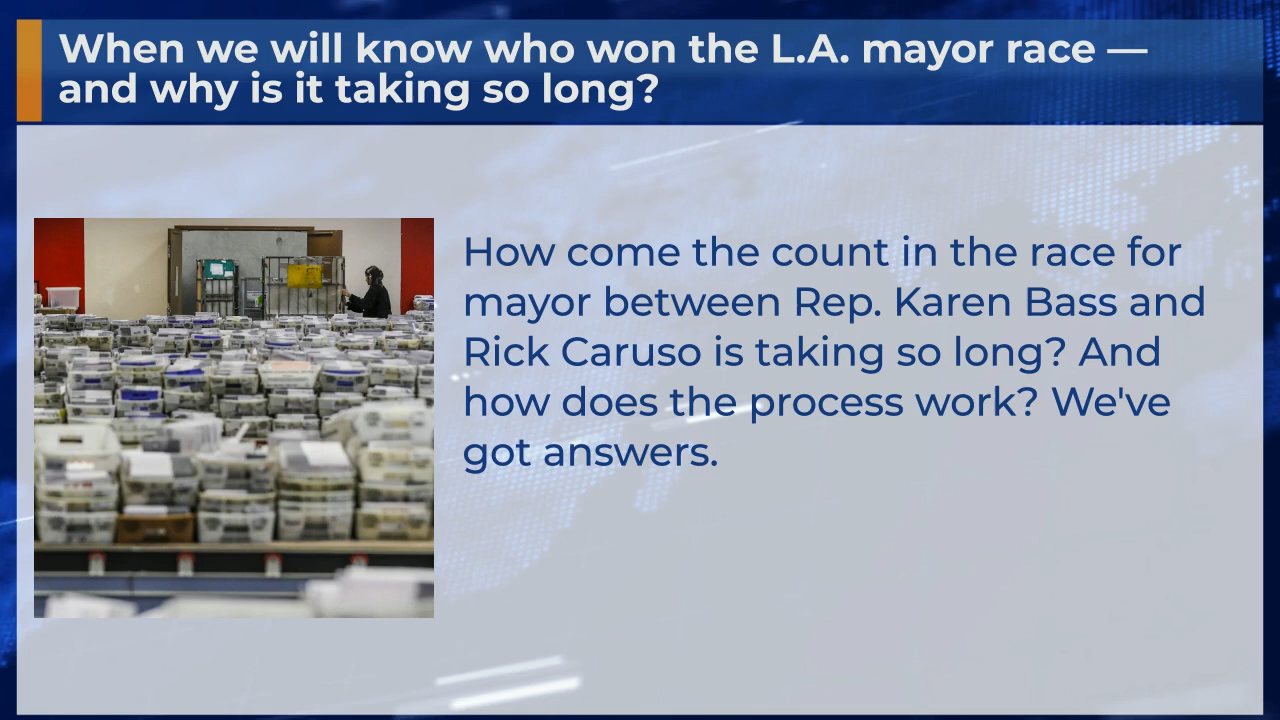 When we will know who won the L.A. mayor race —
and why is it taking so long?
How come the count in the race for
mayor between Rep. Karen Bass and
Rick Caruso is taking so long? And
how does the process work? We've
got answers.